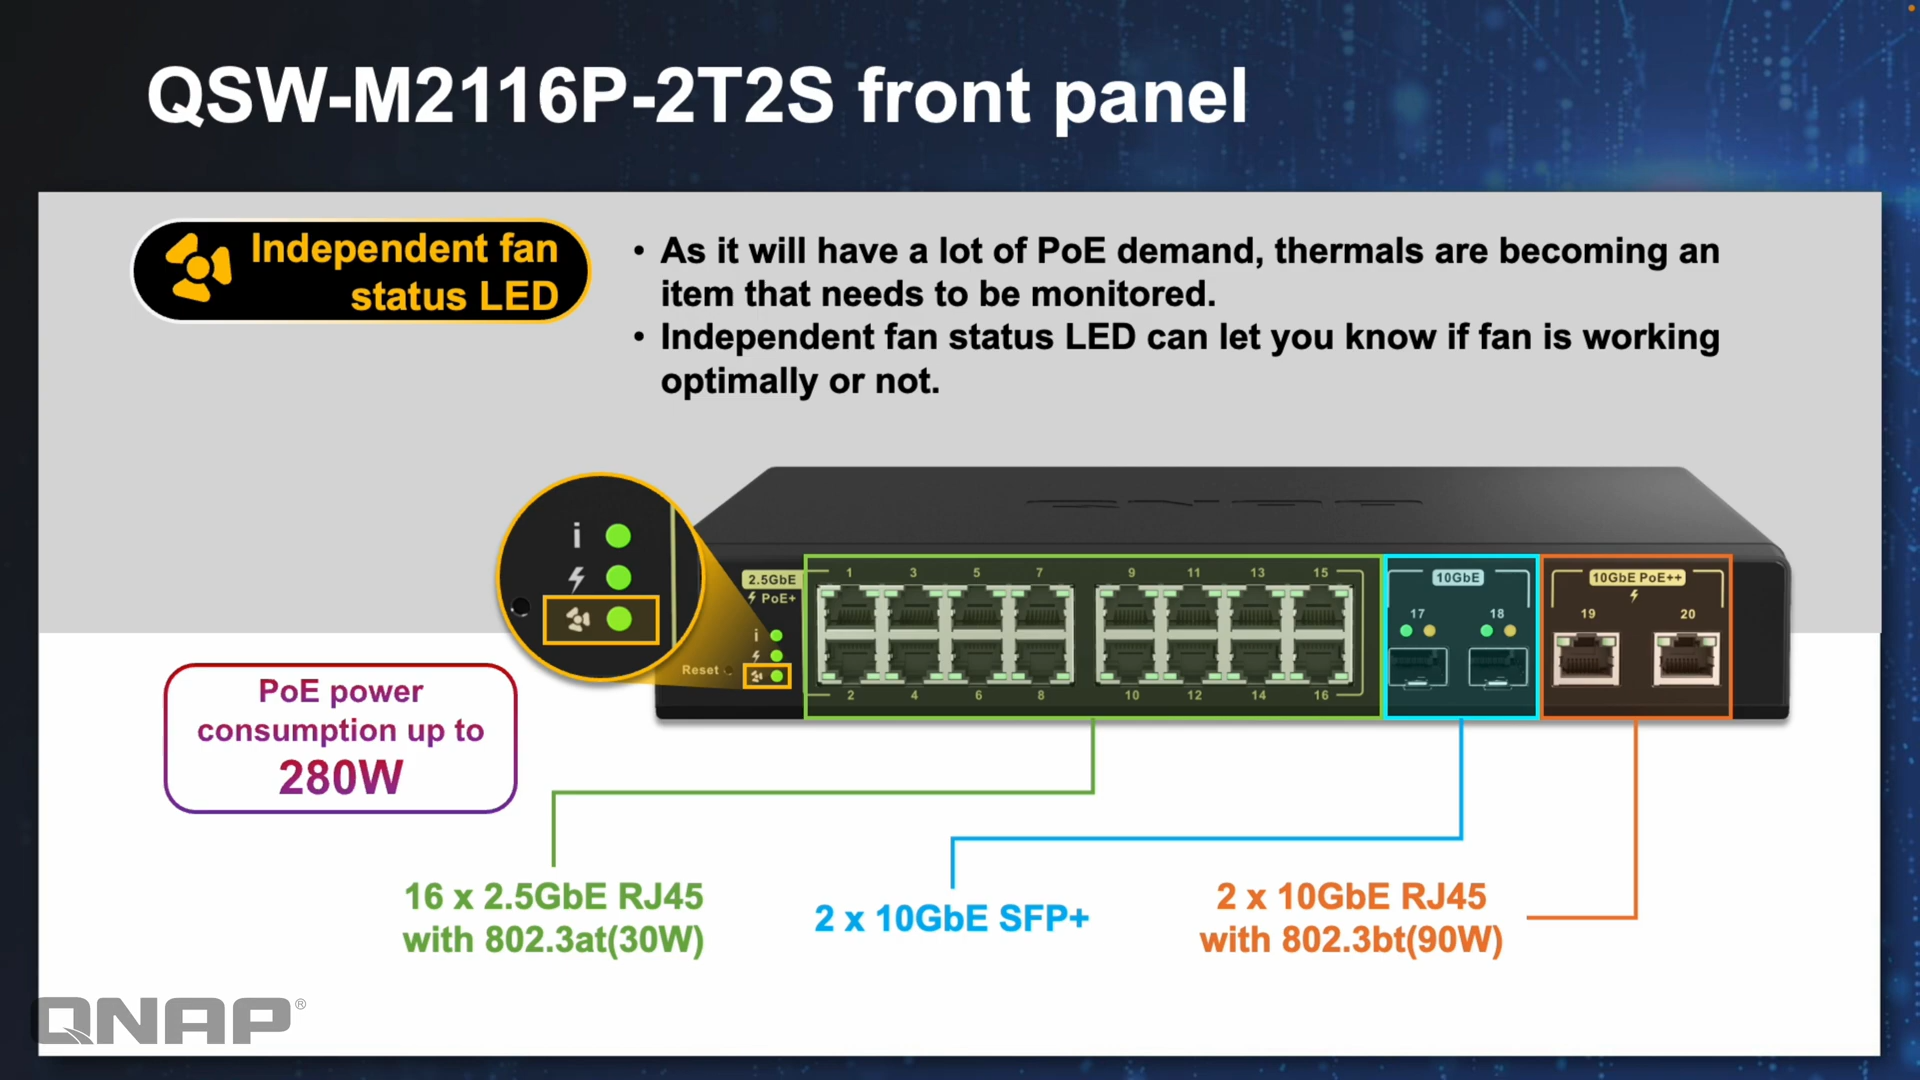 QSW-M2116P-2T2S front panel
Independent fan
status LED
• As it will have a lot of PoE demand, thermals are becoming an
item that needs to be monitored.
• Independent fan status LED can let you know if fan is working
optimally or not.
i
QNAP
2.5GbE
PoE+
i
Reset
1 3 5 7 9 11 13 15
2 4 6 8 10 12 14 16
10GbE
17 18
10GbE PoE++
19 20
PoE power
consumption up to
280W
16 x 2.5GbE RJ45
with 802.3at(30W)
2 x 10GbE SFP+
2 x 10GbE RJ45
with 802.3bt(90W)
QNAP®